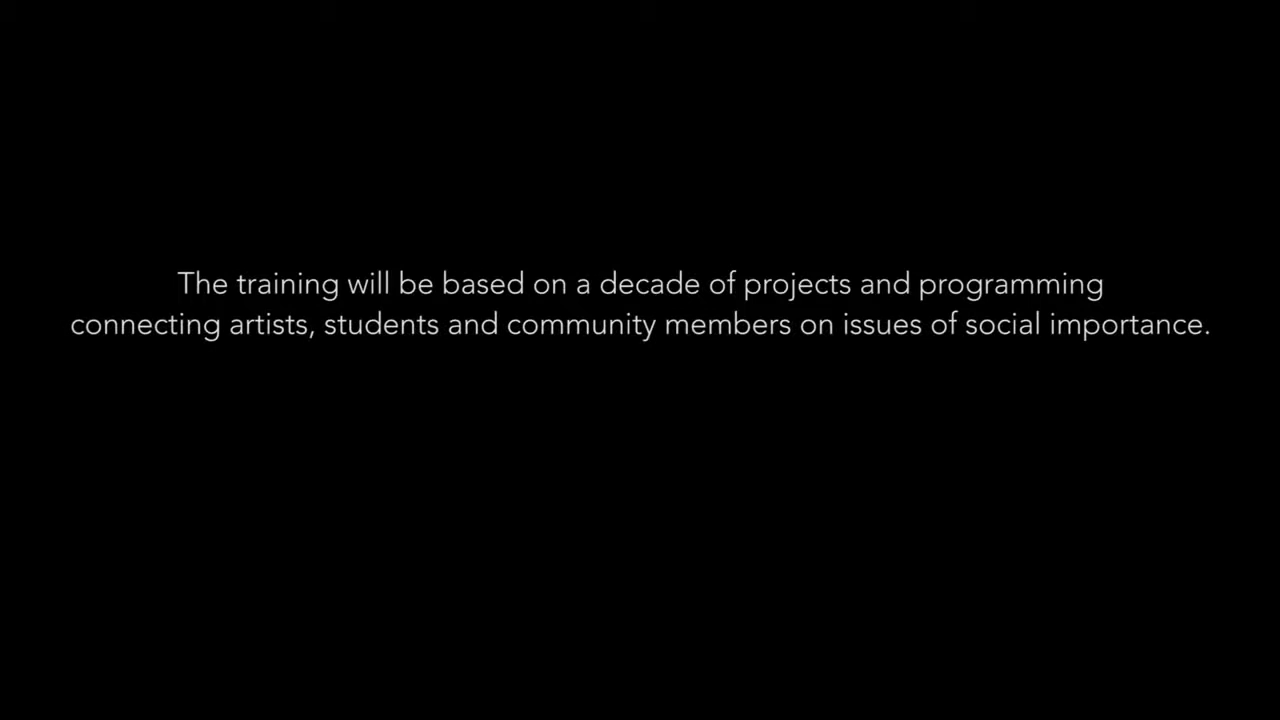 The training will be based on a decade of projects and programming
connecting artists, students and community members on issues of social importance.